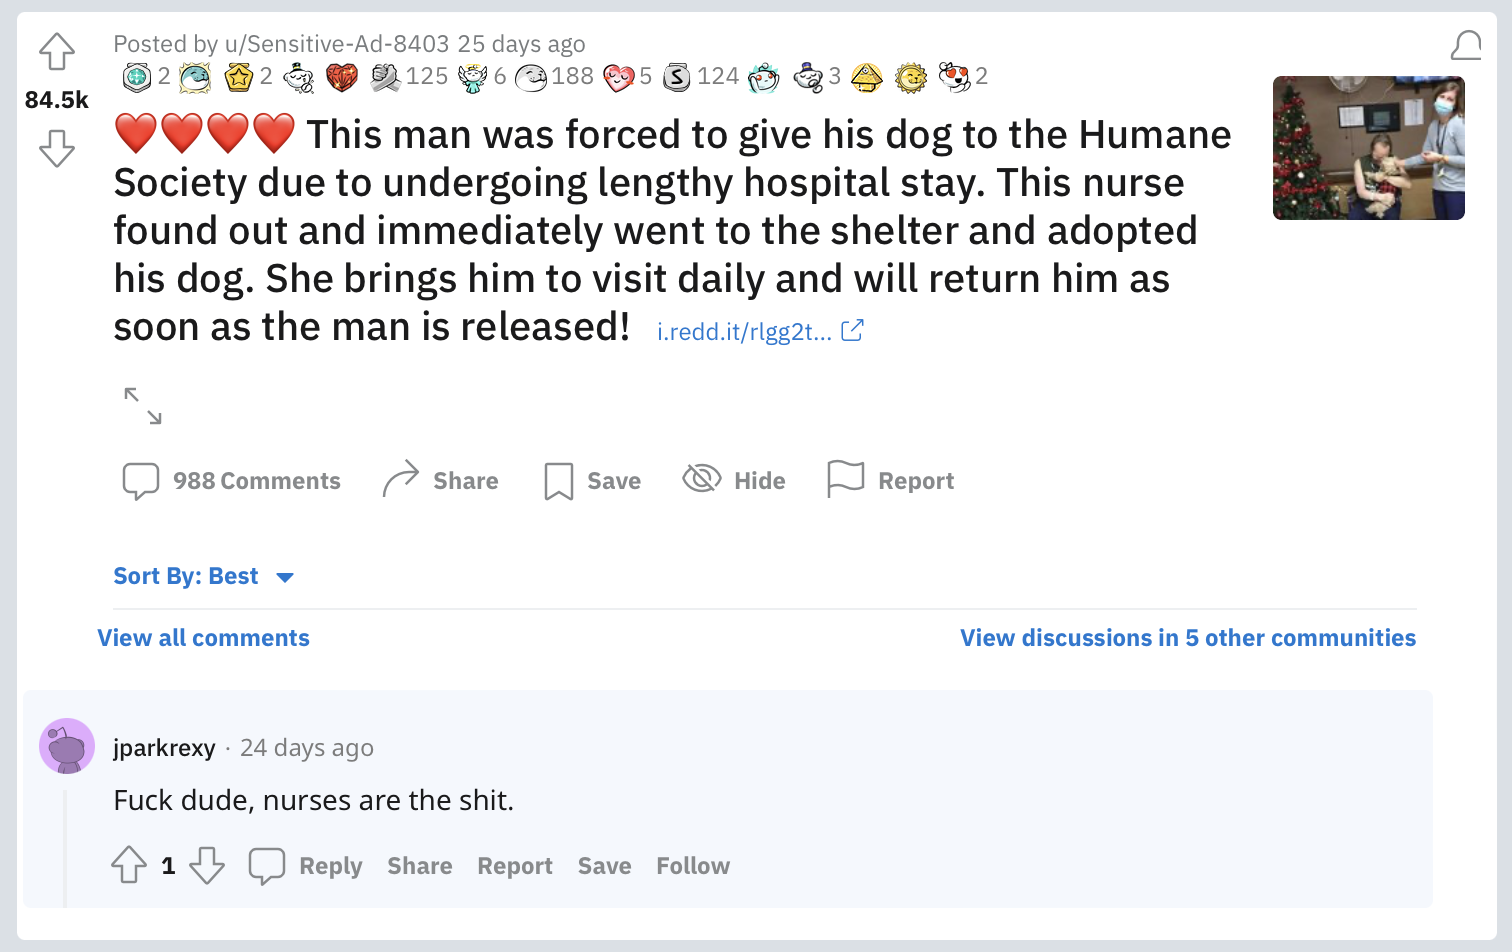 Posted by u/Sensitive-Ad-8403 25 days ago
2 2 125 6 188 5 S 124 3 2
84.5k
❤️❤️❤️❤️ This man was forced to give his dog to the Humane
Society due to undergoing lengthy hospital stay. This nurse
found out and immediately went to the shelter and adopted
his dog. She brings him to visit daily and will return him as
soon as the man is released! i.redd.it/rlgg2t...
988 Comments Share Save Hide Report
Sort By: Best
View all comments View discussions in 5 other communities
jparkrexy · 24 days ago
Fuck dude, nurses are the shit.
1 Reply Share Report Save Follow